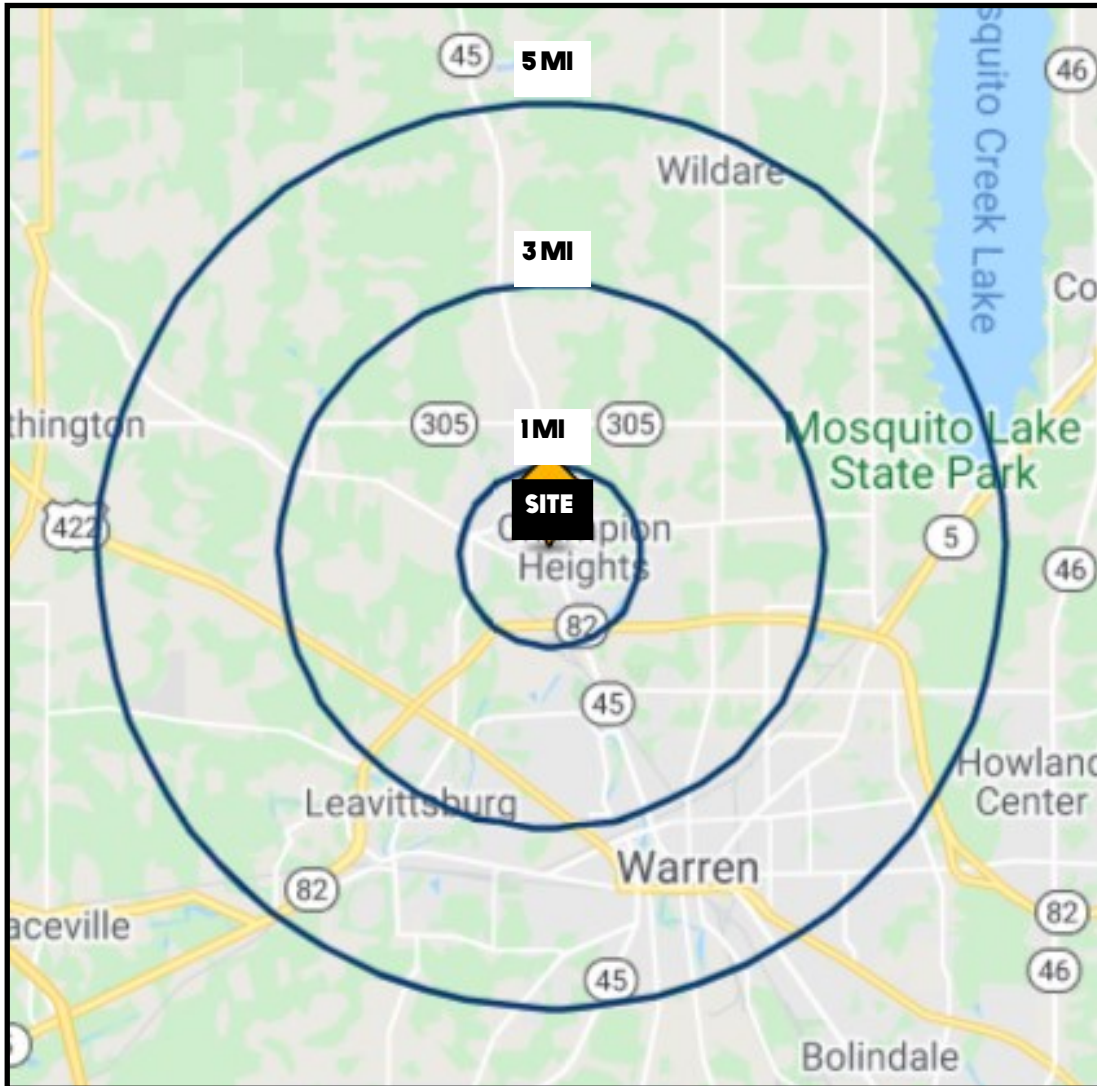 45
5 MI
46
squito Creek Lake
Wildare
3 MI
Co
305
1 MI
305
thington
Mosquito Lake
State Park
SITE
422
Heights
5
46
82
45
Howland
Center
Leavittsburg
Warren
82
82
aceville
46
45
Bolindale